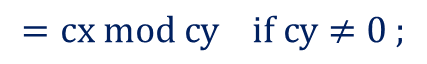 = cx mod cy if cy ≠ 0 ;